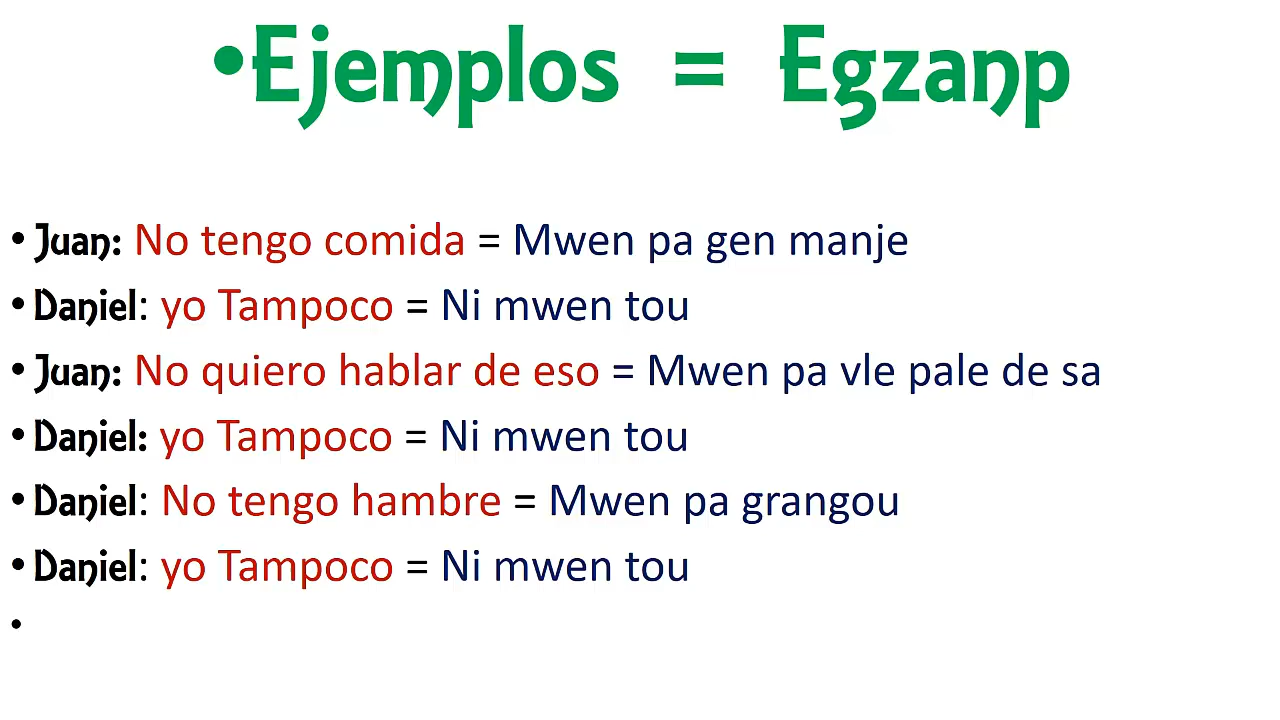 •Ejemplos = Egzanp
• Juan: No tengo comida = Mwen pa gen manje
• Daniel: yo Tampoco = Ni mwen tou
• Juan: No quiero hablar de eso = Mwen pa vle pale de sa
• Daniel: yo Tampoco = Ni mwen tou
• Daniel: No tengo hambre = Mwen pa grangou
• Daniel: yo Tampoco = Ni mwen tou
•